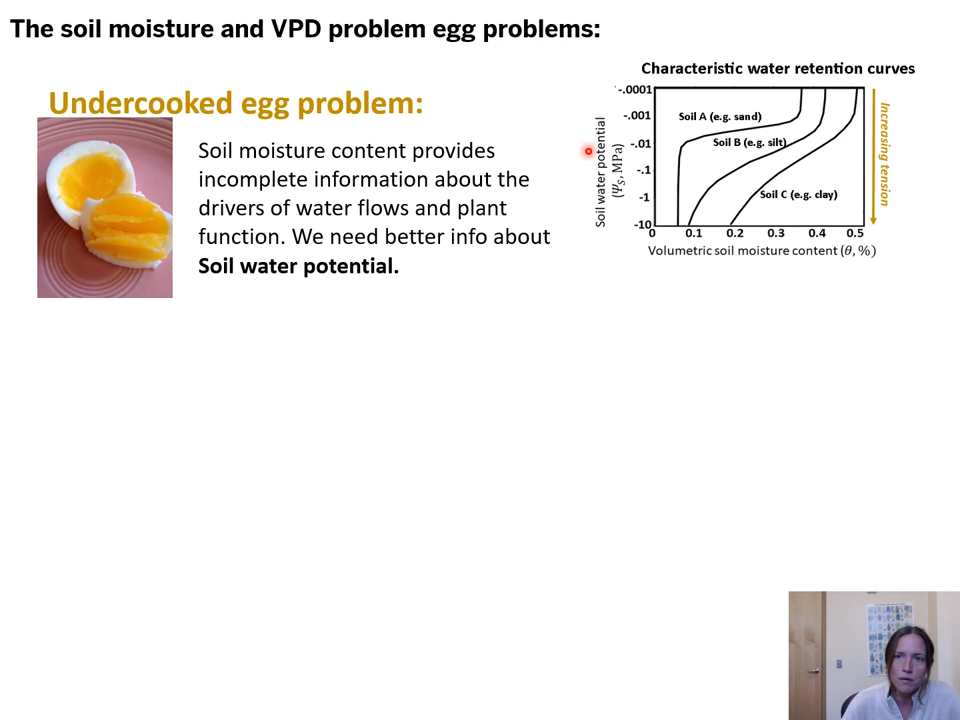 The soil moisture and VPD problem egg problems:
Undercooked egg problem:
Soil moisture content provides
incomplete information about the
drivers of water flows and plant
function. We need better info about
Soil water potential.
Characteristic water retention curves
Soil water potential
(Ψ_S, MPa)
-.0001
-.001
-.01
-.1
-1
-10
Soil A (e.g. sand)
Soil B (e.g. silt)
Soil C (e.g. clay)
0 0.1 0.2 0.3 0.4 0.5
Volumetric soil moisture content (θ, %)
Increasing tension